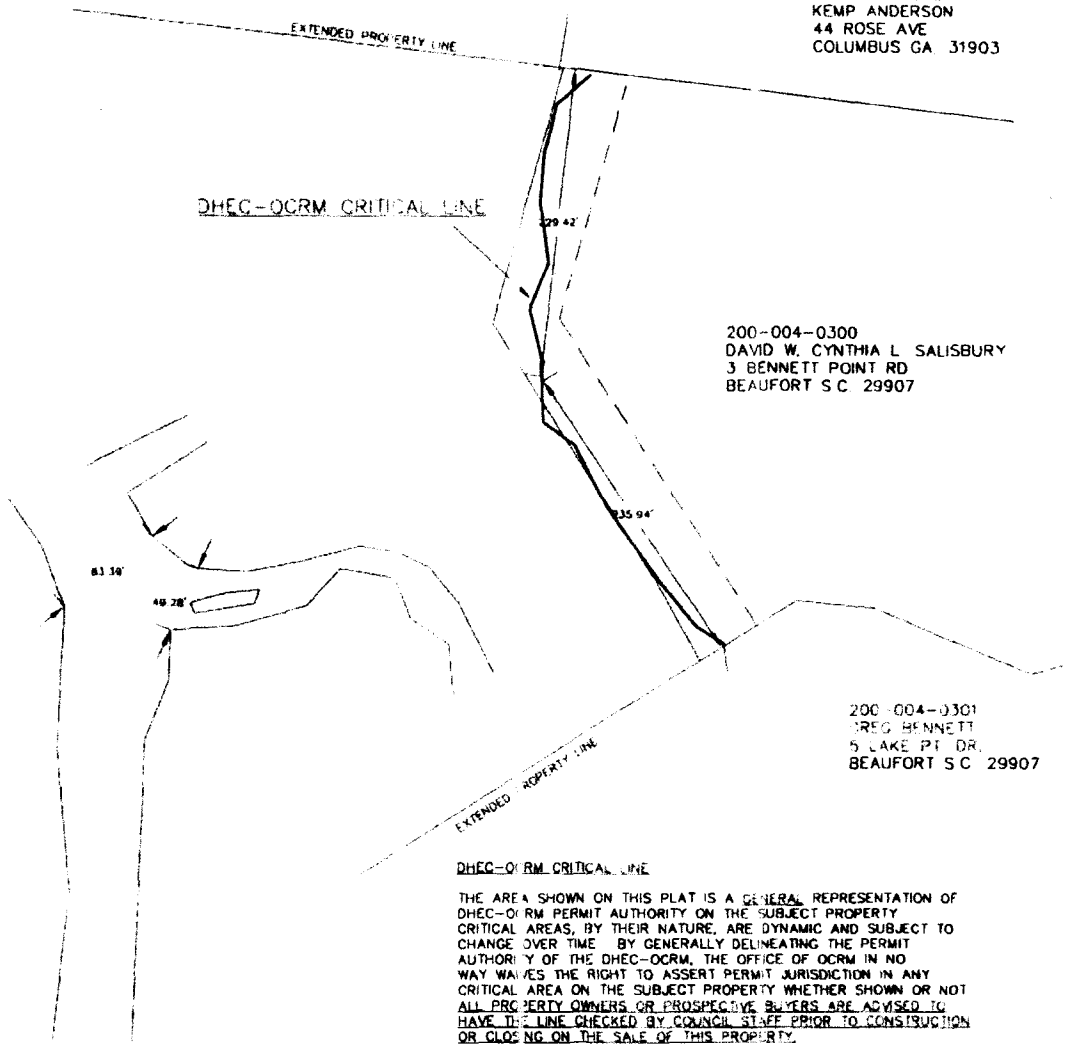 KEMP ANDERSON
44 ROSE AVE
COLUMBUS GA 31903
EXTENDED PROPERTY LINE
DHEC-OCRM CRITICAL LINE
229.42'
200-004-0300
DAVID W. CYNTHIA L SALISBURY
3 BENNETT POINT RD
BEAUFORT S C. 29907
235.94'
83.39'
49.28'
200-004-0301
GREG BENNETT
5 LAKE PT DR.
BEAUFORT S C 29907
EXTENDED PROPERTY LINE
DHEC-OCRM CRITICAL LINE
THE AREA SHOWN ON THIS PLAT IS A GENERAL REPRESENTATION OF
DHEC-OCRM PERMIT AUTHORITY ON THE SUBJECT PROPERTY
CRITICAL AREAS, BY THEIR NATURE, ARE DYNAMIC AND SUBJECT TO
CHANGE OVER TIME BY GENERALLY DELINEATING THE PERMIT
AUTHORITY OF THE DHEC-OCRM, THE OFFICE OF OCRM IN NO
WAY WAIVES THE RIGHT TO ASSERT PERMIT JURISDICTION IN ANY
CRITICAL AREA ON THE SUBJECT PROPERTY WHETHER SHOWN OR NOT
ALL PROPERTY OWNERS OR PROSPECTIVE BUYERS ARE ADVISED TO
HAVE THE LINE CHECKED BY COUNCIL STAFF PRIOR TO CONSTRUCTION
OR CLOSING ON THE SALE OF THIS PROPERTY.